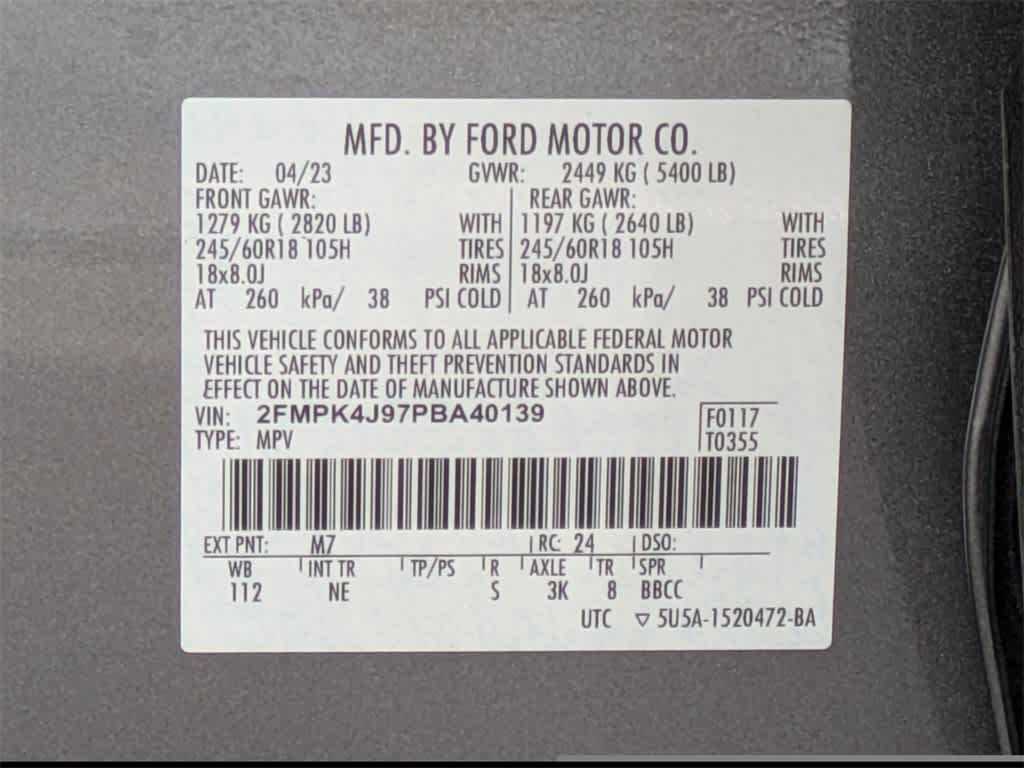 MFD. BY FORD MOTOR CO.
DATE: 04/23 GVWR: 2449 KG ( 5400 LB)
FRONT GAWR: REAR GAWR:
1279 KG ( 2820 LB) WITH 1197 KG ( 2640 LB) WITH
245/60R18 105H TIRES 245/60R18 105H TIRES
18x8.0J RIMS 18x8.0J RIMS
AT 260 kPa/ 38 PSI COLD AT 260 kPa/ 38 PSI COLD
THIS VEHICLE CONFORMS TO ALL APPLICABLE FEDERAL MOTOR
VEHICLE SAFETY AND THEFT PREVENTION STANDARDS IN
EFFECT ON THE DATE OF MANUFACTURE SHOWN ABOVE.
VIN: 2FMPK4J97PBA40139 F0117
TYPE: MPV T0355
EXT PNT: M7 RC: 24 DSO:
WB INT TR TP/PS R AXLE TR SPR
112 NE S 3K 8 BBCC
UTC ▽ 5U5A-1520472-BA